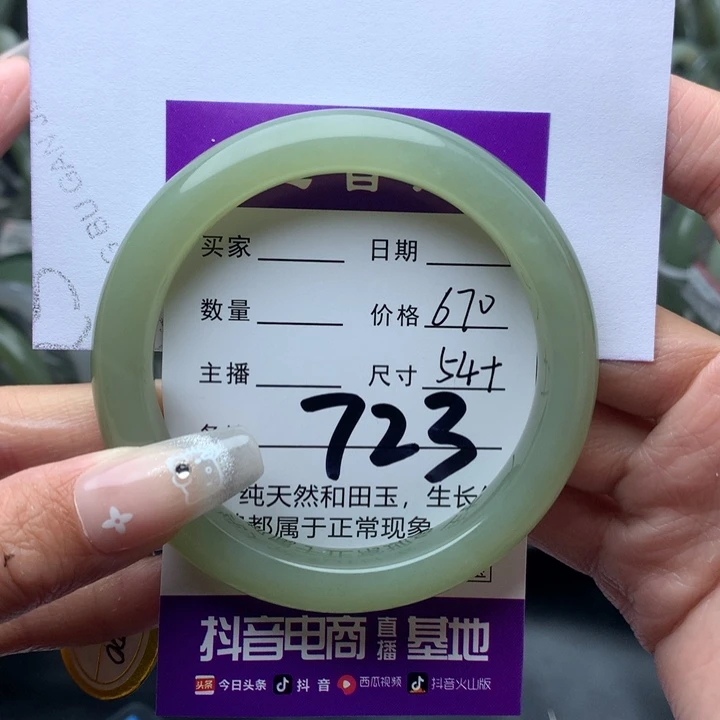 买家 日期
数量 价格 670
主播 尺寸 54+
723
纯天然和田玉，生长
都属于正常现象
抖音电商 直播 基地
头条 今日头条 抖音 西瓜视频 抖音火山版